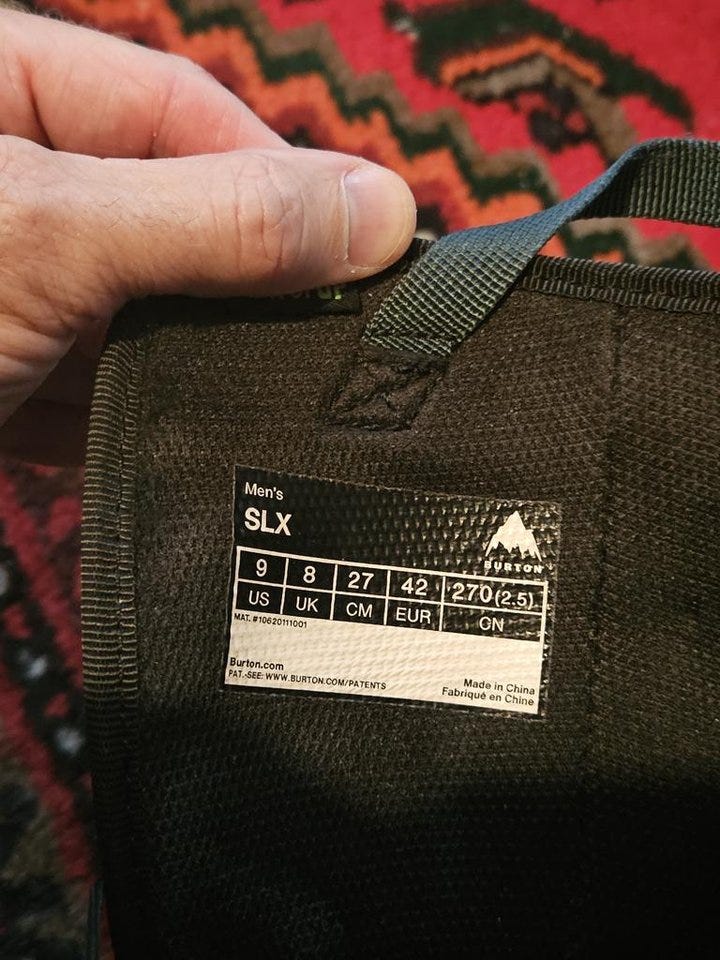 Men's
SLX
BURTON
9 8 27 42 270(2.5)
US UK CM EUR CN
MAT. #10620111001
Burton.com
PAT.-SEE: WWW.BURTON.COM/PATENTS
Made in China
Fabriqué en Chine